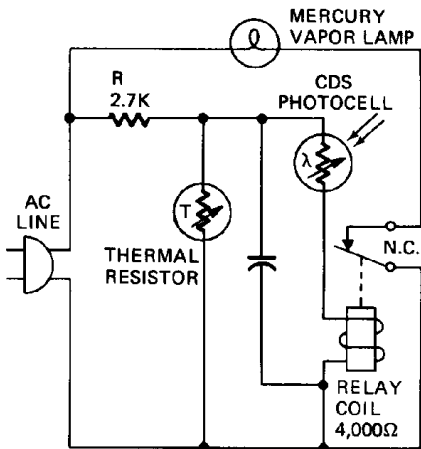 MERCURY
VAPOR LAMP
R
2.7K
CDS
PHOTOCELL
λ
AC
LINE
T
THERMAL
RESISTOR
N.C.
RELAY
COIL
4,000Ω